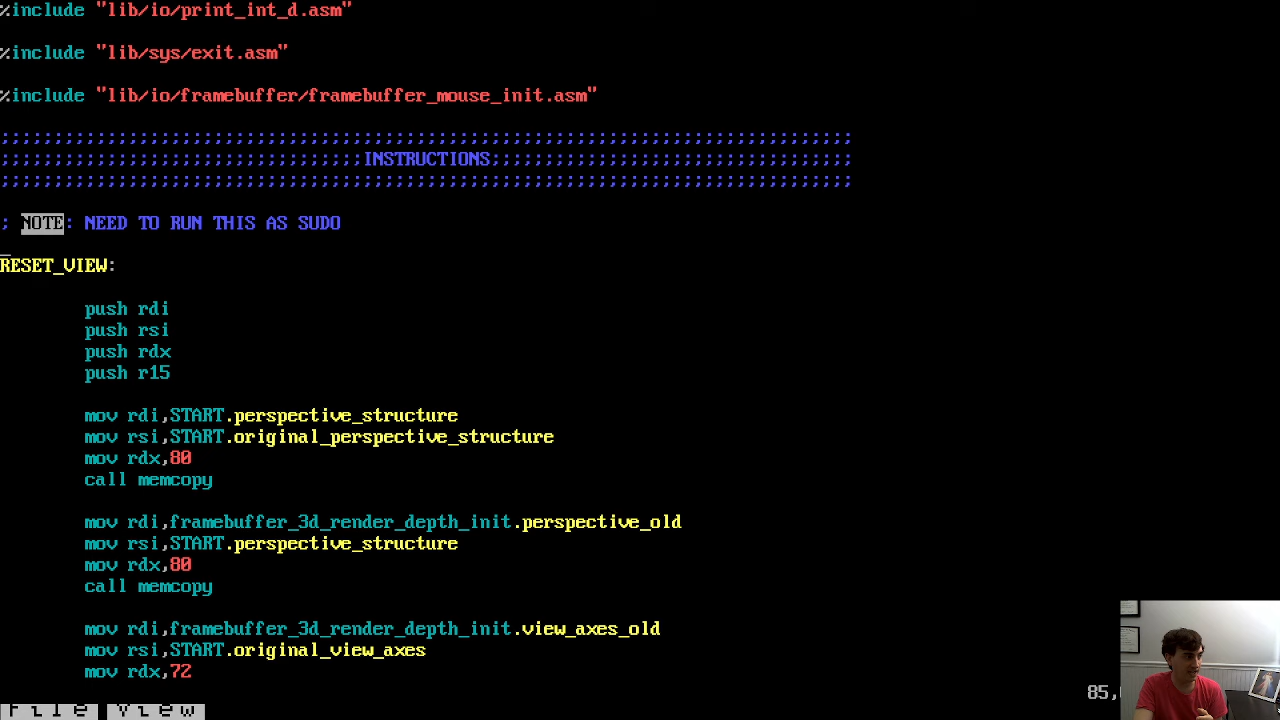 %include "lib/io/print_int_d.asm"
%include "lib/sys/exit.asm"
%include "lib/io/framebuffer/framebuffer_mouse_init.asm"
;;;;;;;;;;;;;;;;;;;;;;;;;;;;;;;;;;;;;;;;;;;;;;;;;;;;;;;;;;;;;;;;;;;;;;;;;;;;;;;;
;;;;;;;;;;;;;;;;;;;;;;;;;;;;;;;;;;INSTRUCTIONS;;;;;;;;;;;;;;;;;;;;;;;;;;;;;;;;;;
;;;;;;;;;;;;;;;;;;;;;;;;;;;;;;;;;;;;;;;;;;;;;;;;;;;;;;;;;;;;;;;;;;;;;;;;;;;;;;;;
; NOTE: NEED TO RUN THIS AS SUDO
RESET_VIEW:
push rdi
push rsi
push rdx
push r15
mov rdi,START.perspective_structure
mov rsi,START.original_perspective_structure
mov rdx,80
call memcopy
mov rdi,framebuffer_3d_render_depth_init.perspective_old
mov rsi,START.perspective_structure
mov rdx,80
call memcopy
mov rdi,framebuffer_3d_render_depth_init.view_axes_old
mov rsi,START.original_view_axes
mov rdx,72
85,
File View